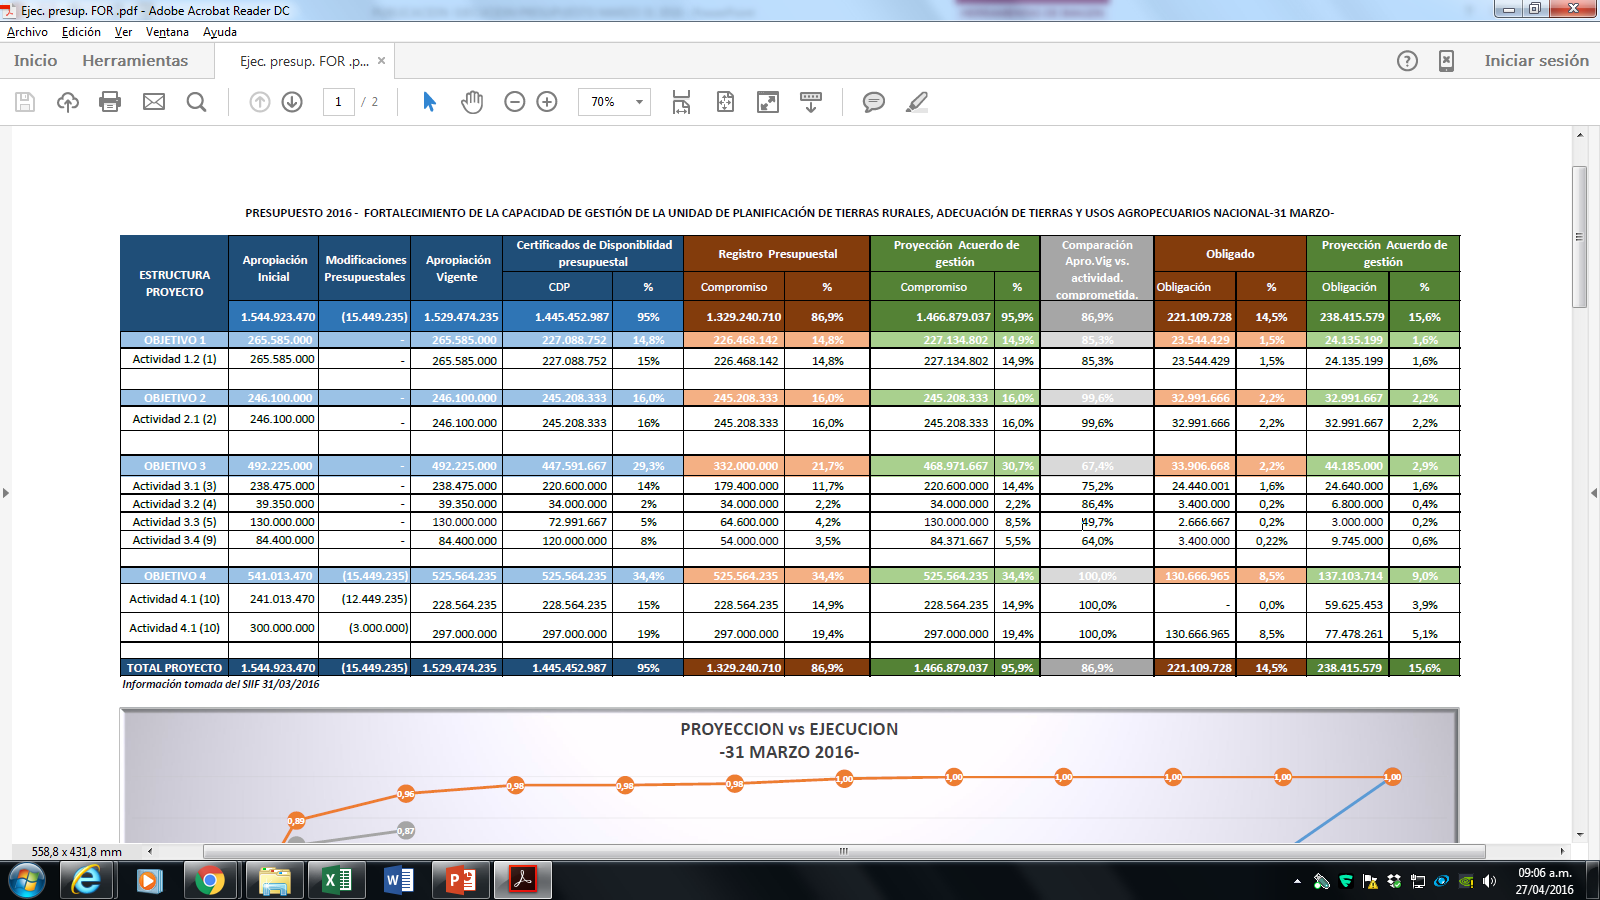 Ejec. presup. FOR .pdf - Adobe Acrobat Reader DC
Archivo Edición Ver Ventana Ayuda
Inicio Herramientas Ejec. presup. FOR .p... × Iniciar sesión
1 / 2 70%
PRESUPUESTO 2016 - FORTALECIMIENTO DE LA CAPACIDAD DE GESTIÓN DE LA UNIDAD DE PLANIFICACIÓN DE TIERRAS RURALES, ADECUACIÓN DE TIERRAS Y USOS AGROPECUARIOS NACIONAL-31 MARZO-
ESTRUCTURA PROYECTO Apropiación Inicial Modificaciones Presupuestales Apropiación Vigente Certificados de Disponiblidad presupuestal Registro Presupuestal Proyección Acuerdo de gestión Comparación Apro.Vig vs. actividad. comprometida. Obligado Proyección Acuerdo de gestión
CDP % Compromiso % Compromiso % Obligación % Obligación %
1.544.923.470 (15.449.235) 1.529.474.235 1.445.452.987 95% 1.329.240.710 86,9% 1.466.879.037 95,9% 86,9% 221.109.728 14,5% 238.415.579 15,6%
OBJETIVO 1 265.585.000 - 265.585.000 227.088.752 14,8% 226.468.142 14,8% 227.134.802 14,9% 85,3% 23.544.429 1,5% 24.135.199 1,6%
Actividad 1.2 (1) 265.585.000 - 265.585.000 227.088.752 15% 226.468.142 14,8% 227.134.802 14,9% 85,3% 23.544.429 1,5% 24.135.199 1,6%
OBJETIVO 2 246.100.000 - 246.100.000 245.208.333 16,0% 245.208.333 16,0% 245.208.333 16,0% 99,6% 32.991.666 2,2% 32.991.667 2,2%
Actividad 2.1 (2) 246.100.000 - 246.100.000 245.208.333 16% 245.208.333 16,0% 245.208.333 16,0% 99,6% 32.991.666 2,2% 32.991.667 2,2%
OBJETIVO 3 492.225.000 - 492.225.000 447.591.667 29,3% 332.000.000 21,7% 468.971.667 30,7% 67,4% 33.906.668 2,2% 44.185.000 2,9%
Actividad 3.1 (3) 238.475.000 - 238.475.000 220.600.000 14% 179.400.000 11,7% 220.600.000 14,4% 75,2% 24.440.001 1,6% 24.640.000 1,6%
Actividad 3.2 (4) 39.350.000 - 39.350.000 34.000.000 2% 34.000.000 2,2% 34.000.000 2,2% 86,4% 3.400.000 0,2% 6.800.000 0,4%
Actividad 3.3 (5) 130.000.000 - 130.000.000 72.991.667 5% 64.600.000 4,2% 130.000.000 8,5% 49,7% 2.666.667 0,2% 3.000.000 0,2%
Actividad 3.4 (9) 84.400.000 - 84.400.000 120.000.000 8% 54.000.000 3,5% 84.371.667 5,5% 64,0% 3.400.000 0,22% 9.745.000 0,6%
OBJETIVO 4 541.013.470 (15.449.235) 525.564.235 525.564.235 34,4% 525.564.235 34,4% 525.564.235 34,4% 100,0% 130.666.965 8,5% 137.103.714 9,0%
Actividad 4.1 (10) 241.013.470 (12.449.235) 228.564.235 228.564.235 15% 228.564.235 14,9% 228.564.235 14,9% 100,0% - 0,0% 59.625.453 3,9%
Actividad 4.1 (10) 300.000.000 (3.000.000) 297.000.000 297.000.000 19% 297.000.000 19,4% 297.000.000 19,4% 100,0% 130.666.965 8,5% 77.478.261 5,1%
TOTAL PROYECTO 1.544.923.470 (15.449.235) 1.529.474.235 1.445.452.987 95% 1.329.240.710 86,9% 1.466.879.037 95,9% 86,9% 221.109.728 14,5% 238.415.579 15,6%
Información tomada del SIIF 31/03/2016
PROYECCION vs EJECUCION
-31 MARZO 2016-
0,89 0,96 0,98 0,98 0,98 1,00 1,00 1,00 1,00 1,00 1,00
0,87
558,8 x 431,8 mm
09:06 a.m.
27/04/2016